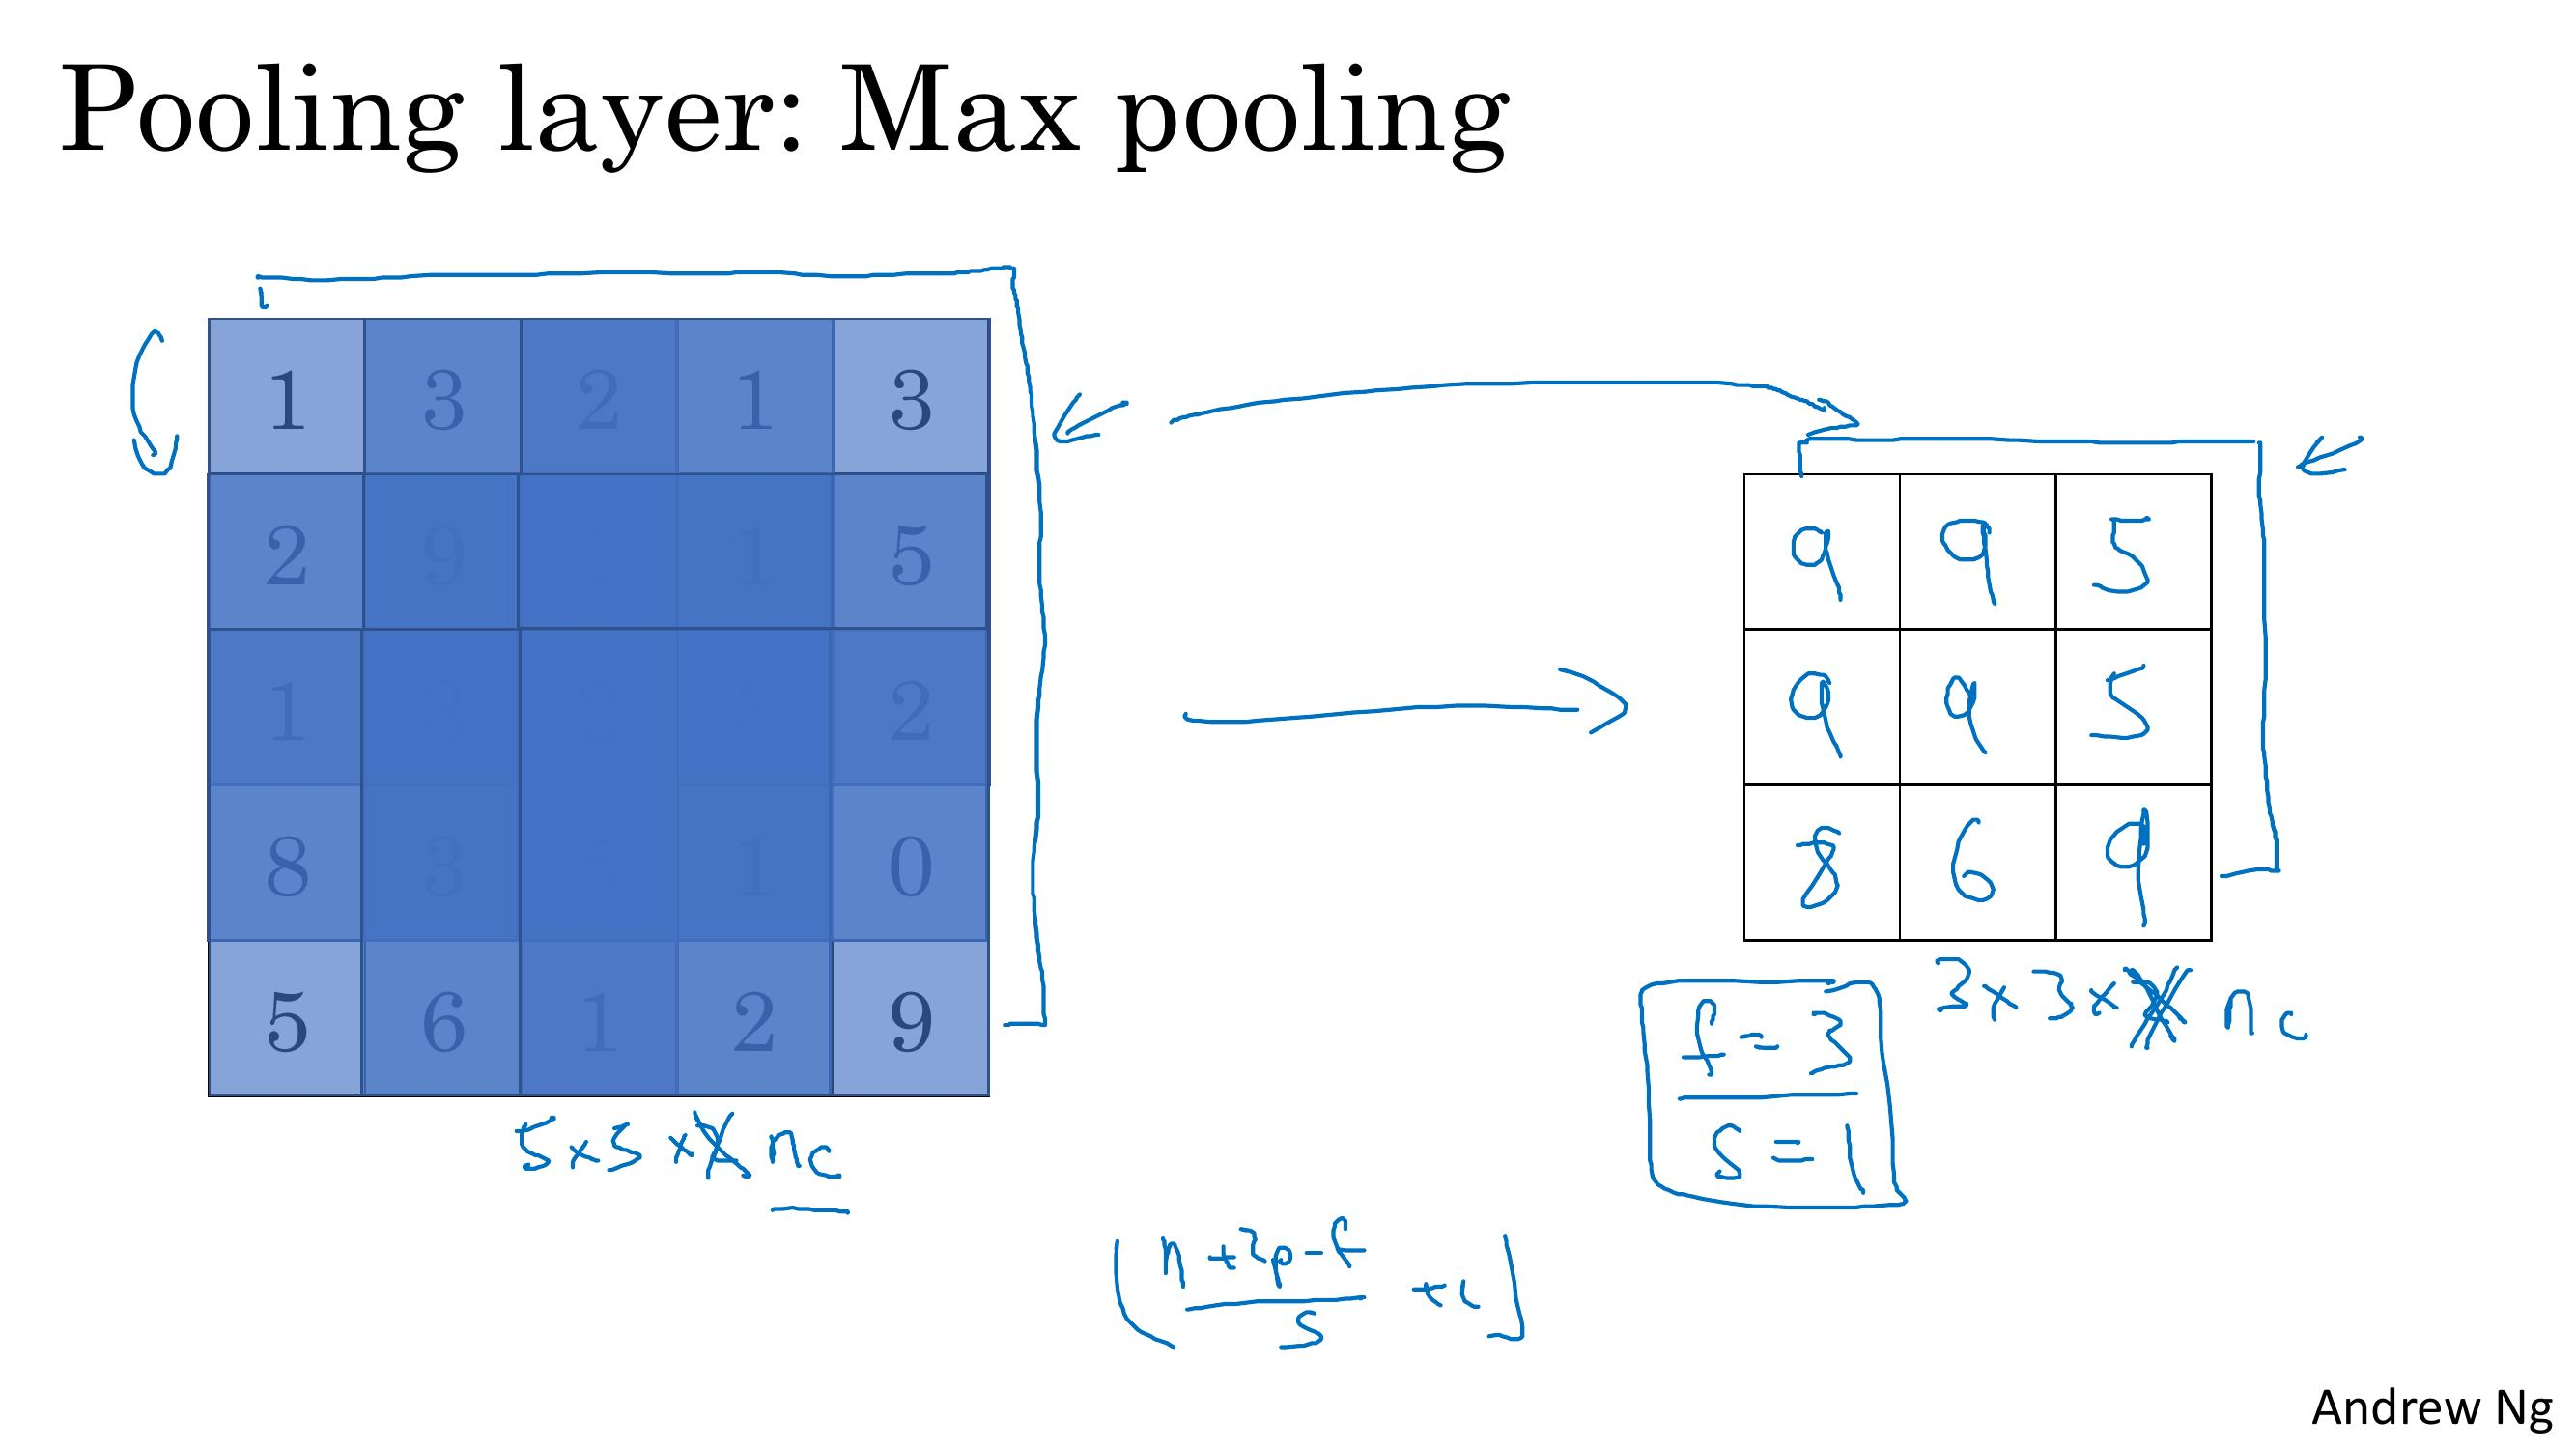 Pooling layer: Max pooling
1 3 2 1 3
2 9 1 1 5
1 3 2 3 2
8 3 5 1 0
5 6 1 2 9
5×5 × nc
9 9 5
9 9 5
8 6 9
3×3× nc
f = 3
s = 1
⌊(n+2p-f)/s +1⌋
Andrew Ng